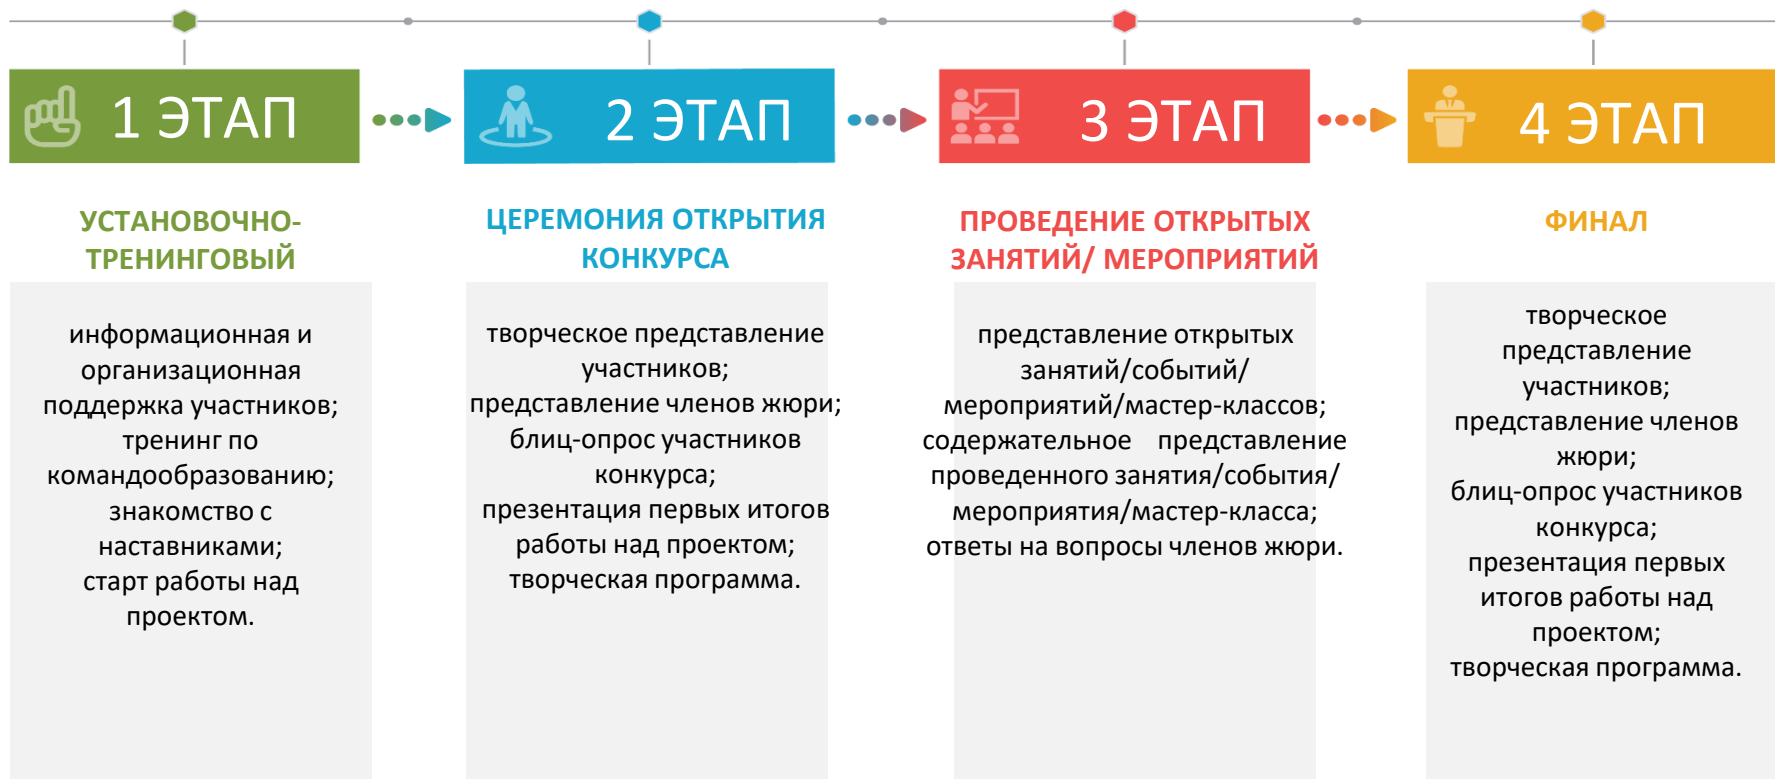 1 ЭТАП
УСТАНОВОЧНО-
ТРЕНИНГОВЫЙ
информационная и
организационная
поддержка участников;
тренинг по
командообразованию;
знакомство с
наставниками;
старт работы над
проектом.
2 ЭТАП
ЦЕРЕМОНИЯ ОТКРЫТИЯ
КОНКУРСА
творческое представление
участников;
представление членов жюри;
блиц-опрос участников
конкурса;
презентация первых итогов
работы над проектом;
творческая программа.
3 ЭТАП
ПРОВЕДЕНИЕ ОТКРЫТЫХ
ЗАНЯТИЙ/ МЕРОПРИЯТИЙ
представление открытых
занятий/событий/
мероприятий/мастер-классов;
содержательное представление
проведенного занятия/события/
мероприятия/мастер-класса;
ответы на вопросы членов жюри.
4 ЭТАП
ФИНАЛ
творческое
представление
участников;
представление членов
жюри;
блиц-опрос участников
конкурса;
презентация первых
итогов работы над
проектом;
творческая программа.